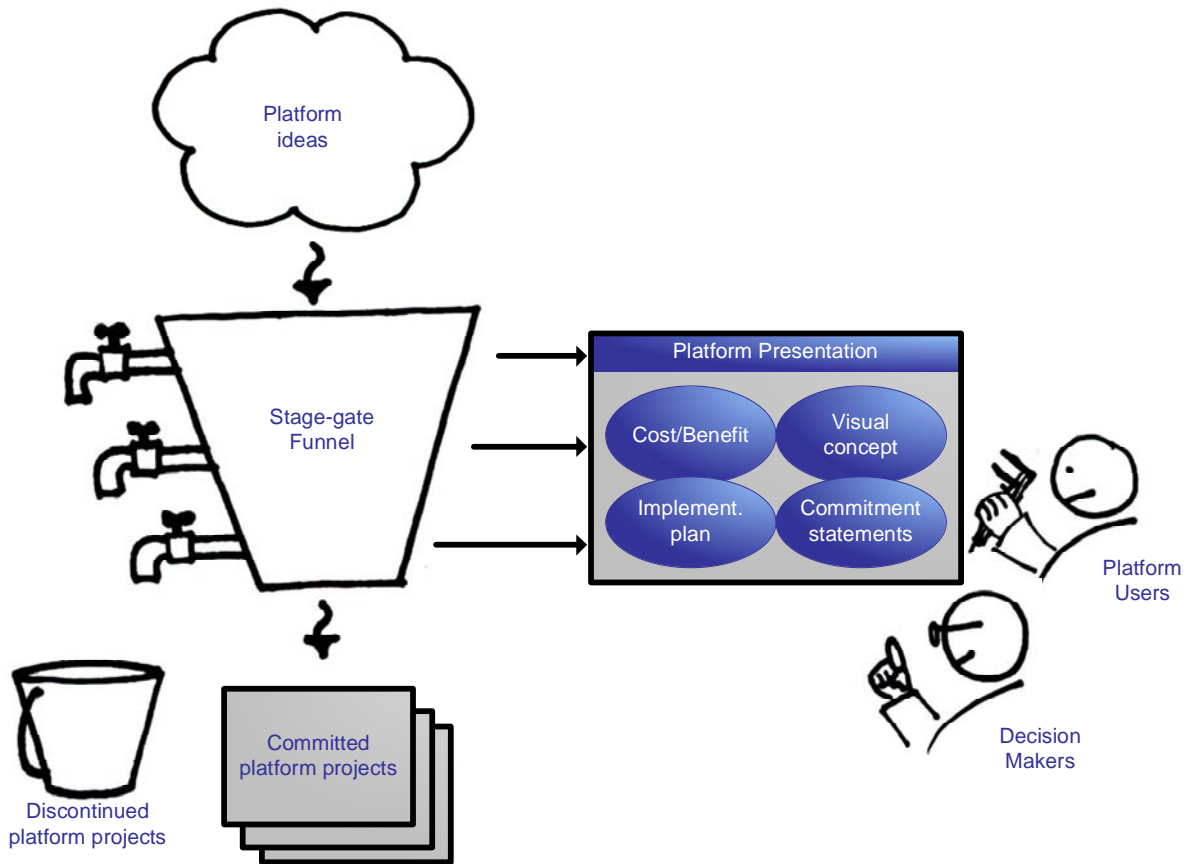 Platform
ideas
Stage-gate
Funnel
Platform Presentation
Cost/Benefit
Visual
concept
Implement.
plan
Commitment
statements
Platform
Users
Decision
Makers
Committed
platform projects
Discontinued
platform projects